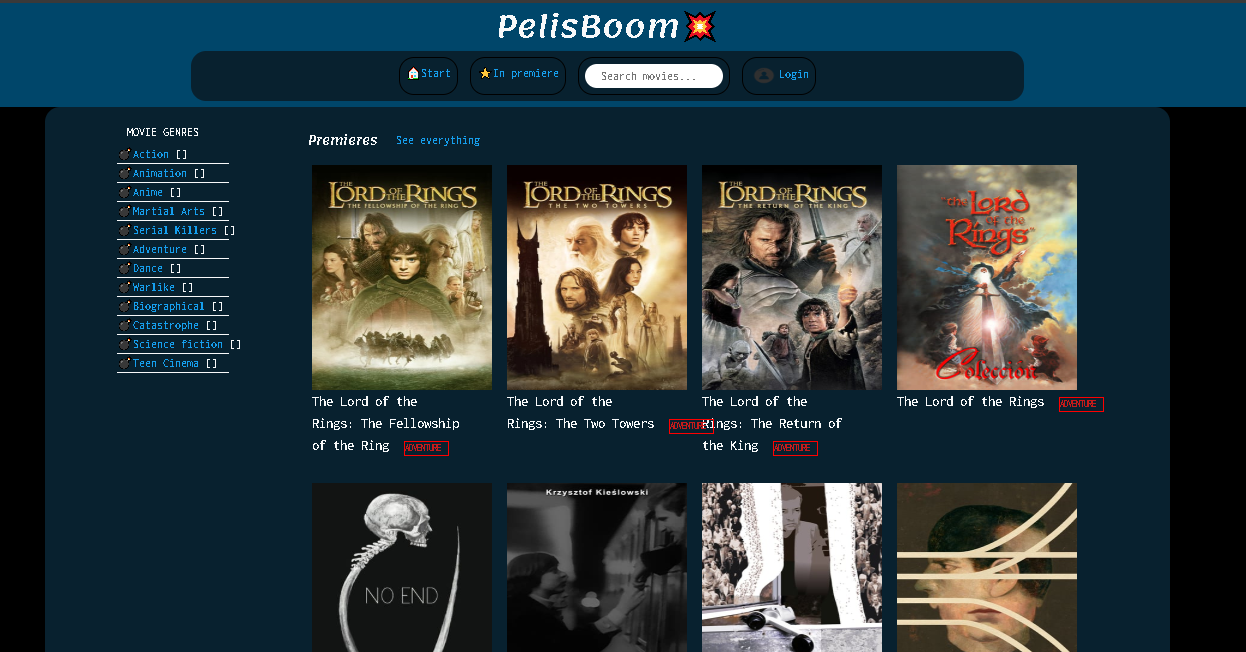 PelisBoom
Start
In premiere
Search movies...
Login
MOVIE GENRES
Action []
Animation []
Anime []
Martial Arts []
Serial Killers []
Adventure []
Dance []
Warlike []
Biographical []
Catastrophe []
Science fiction []
Teen Cinema []
Premieres See everything
THE
LORD OF THE RINGS
THE FELLOWSHIP OF THE RING
THE
LORD OF THE RINGS
THE TWO TOWERS
THE
LORD OF THE RINGS
THE RETURN OF THE KING
"The Lord
of the
Rings"
Colección
The Lord of the
Rings: The Fellowship
of the Ring ADVENTURE
The Lord of the
Rings: The Two Towers ADVENTURE
The Lord of the
Rings: The Return of
the King ADVENTURE
The Lord of the Rings ADVENTURE
NO END
Krzysztof Kieślowski